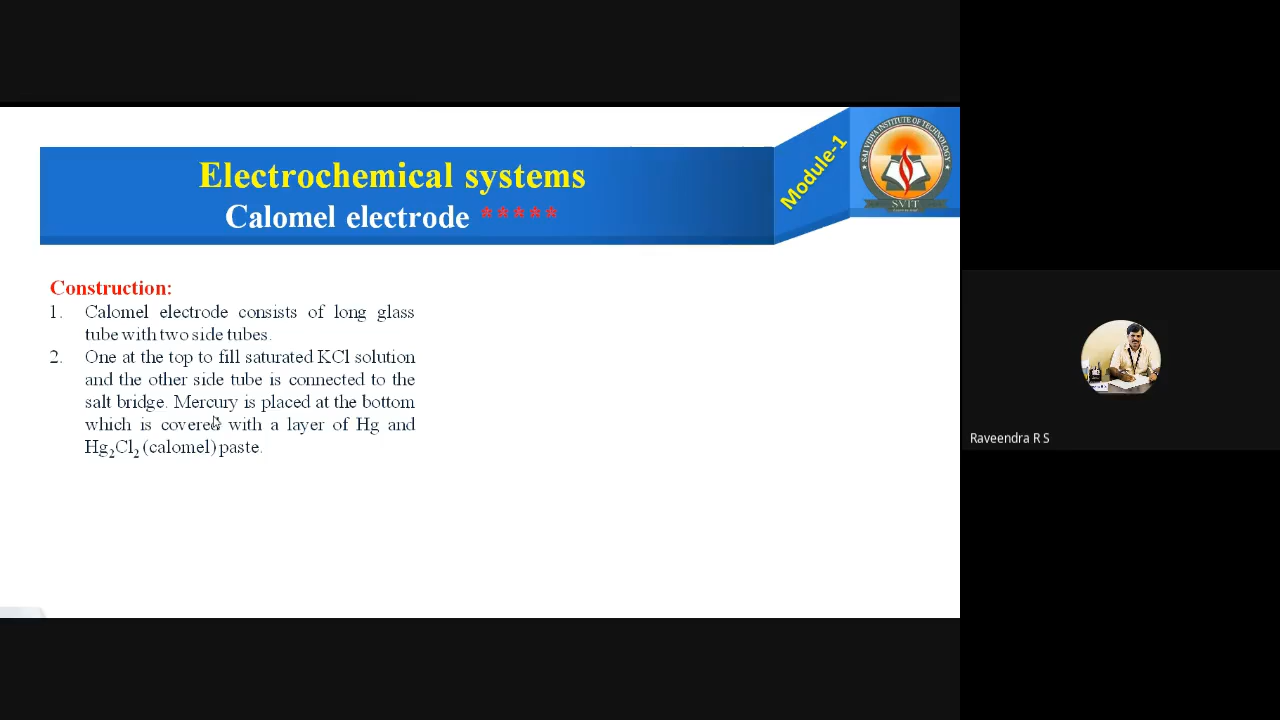 Electrochemical systems
Calomel electrode *****
Module-1
SAI VIDYA INSTITUTE OF TECHNOLOGY
SVIT
Construction:
1. Calomel electrode consists of long glass
tube with two side tubes.
2. One at the top to fill saturated KCl solution
and the other side tube is connected to the
salt bridge. Mercury is placed at the bottom
which is covered with a layer of Hg and
Hg₂Cl₂ (calomel) paste.
Raveendra R S